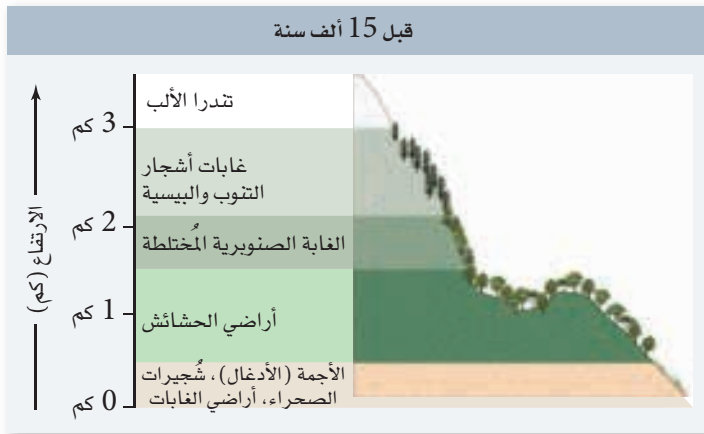 قبل 15 ألف سنة
الارتفاع (كم)
3 كم
2 كم
1 كم
0 كم
تندرا الألب
غابات أشجار
التنوب والبيسية
الغابة الصنوبرية المُختلطة
أراضي الحشائش
الأجمة (الأدغال)، شُجيرات
الصحراء، أراضي الغابات